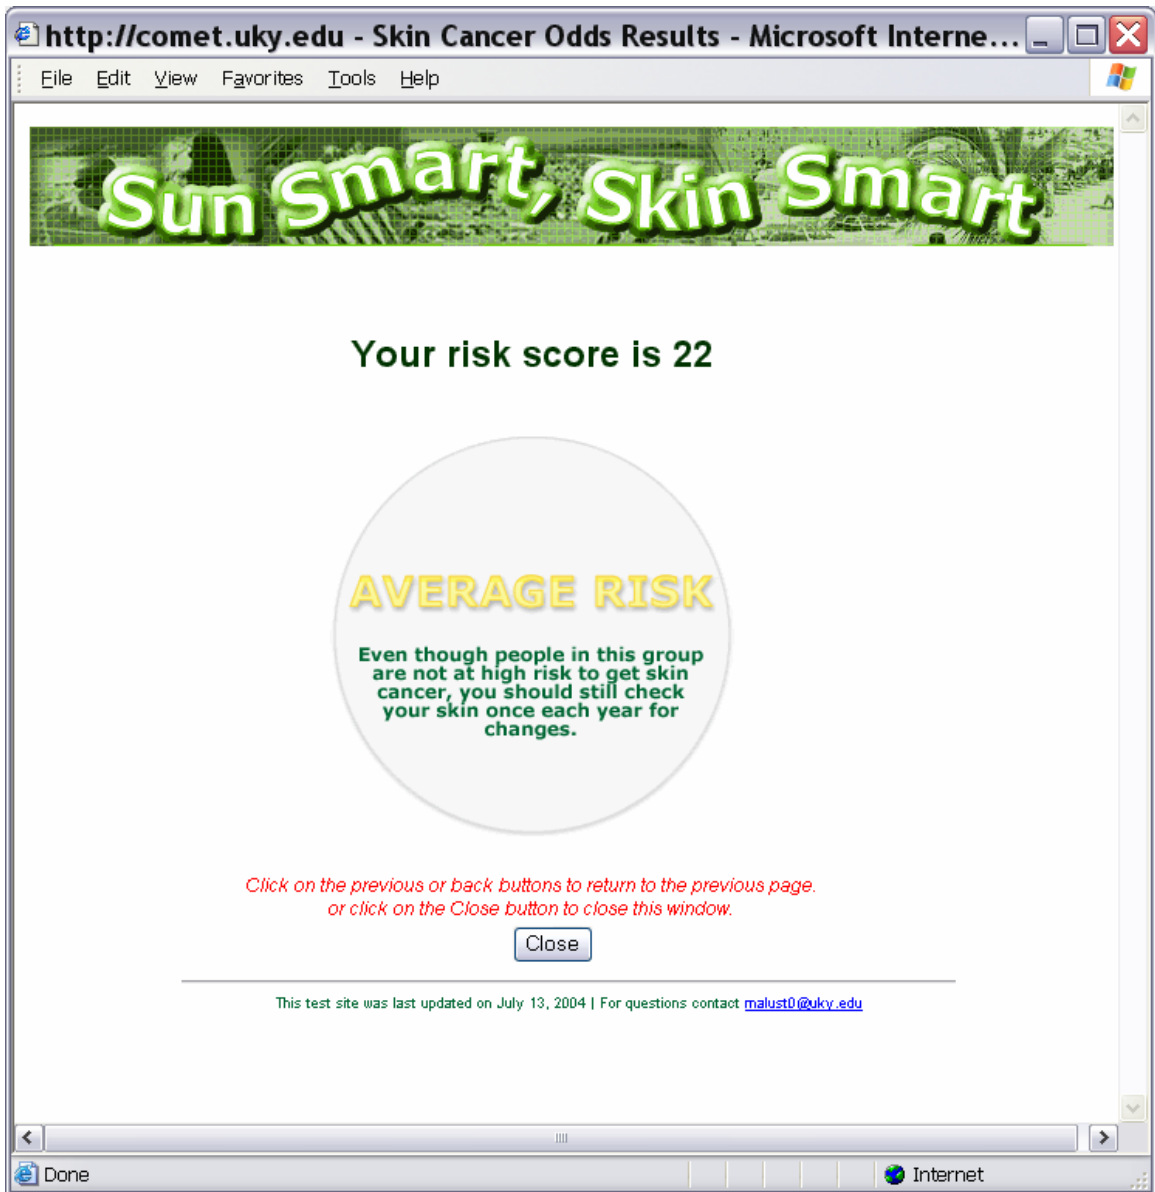 http://comet.uky.edu - Skin Cancer Odds Results - Microsoft Interne...
File Edit View Favorites Tools Help
Sun Smart, Skin Smart
Your risk score is 22
AVERAGE RISK
Even though people in this group
are not at high risk to get skin
cancer, you should still check
your skin once each year for
changes.
Click on the previous or back buttons to return to the previous page.
or click on the Close button to close this window.
Close
This test site was last updated on July 13, 2004 | For questions contact malust0@uky.edu
Done Internet